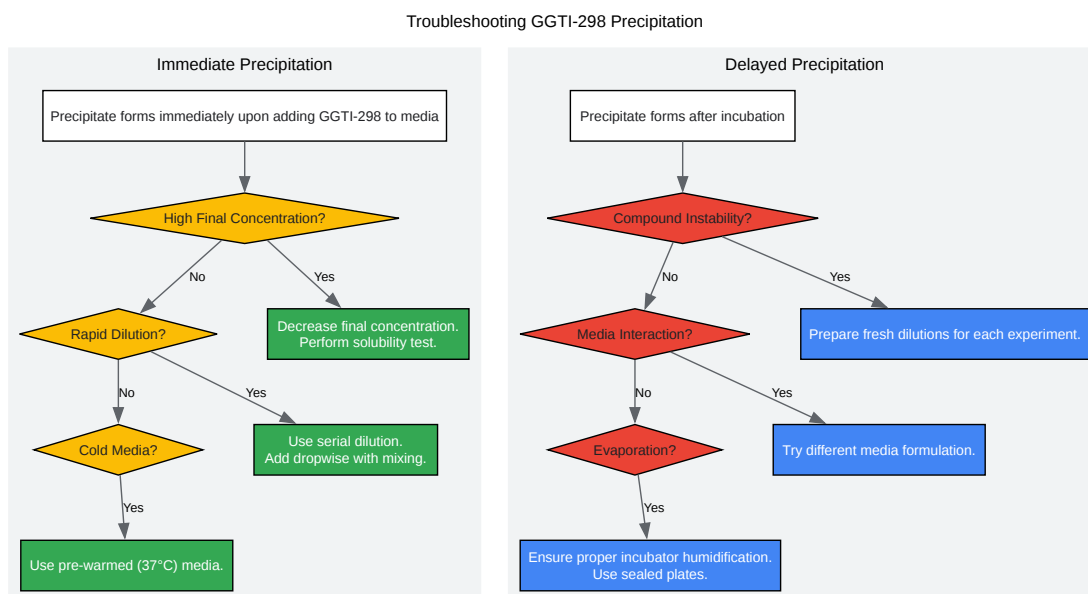 Troubleshooting GGTI-298 Precipitation
Immediate Precipitation
Precipitate forms immediately upon adding GGTI-298 to media
High Final Concentration?
No
Yes
Rapid Dilution?
Decrease final concentration.
Perform solubility test.
No
Yes
Cold Media?
Use serial dilution.
Add dropwise with mixing.
Yes
Use pre-warmed (37°C) media.
Delayed Precipitation
Precipitate forms after incubation
Compound Instability?
No
Yes
Media Interaction?
Prepare fresh dilutions for each experiment.
No
Yes
Evaporation?
Try different media formulation.
Yes
Ensure proper incubator humidification.
Use sealed plates.